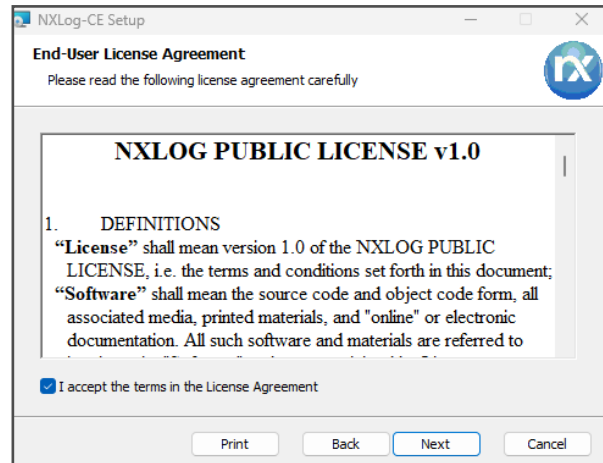 NXLog-CE Setup
End-User License Agreement
Please read the following license agreement carefully
nx
NXLOG PUBLIC LICENSE v1.0
1. DEFINITIONS
“License” shall mean version 1.0 of the NXLOG PUBLIC
LICENSE, i.e. the terms and conditions set forth in this document;
“Software” shall mean the source code and object code form, all
associated media, printed materials, and "online" or electronic
documentation. All such software and materials are referred to
I accept the terms in the License Agreement
Print Back Next Cancel